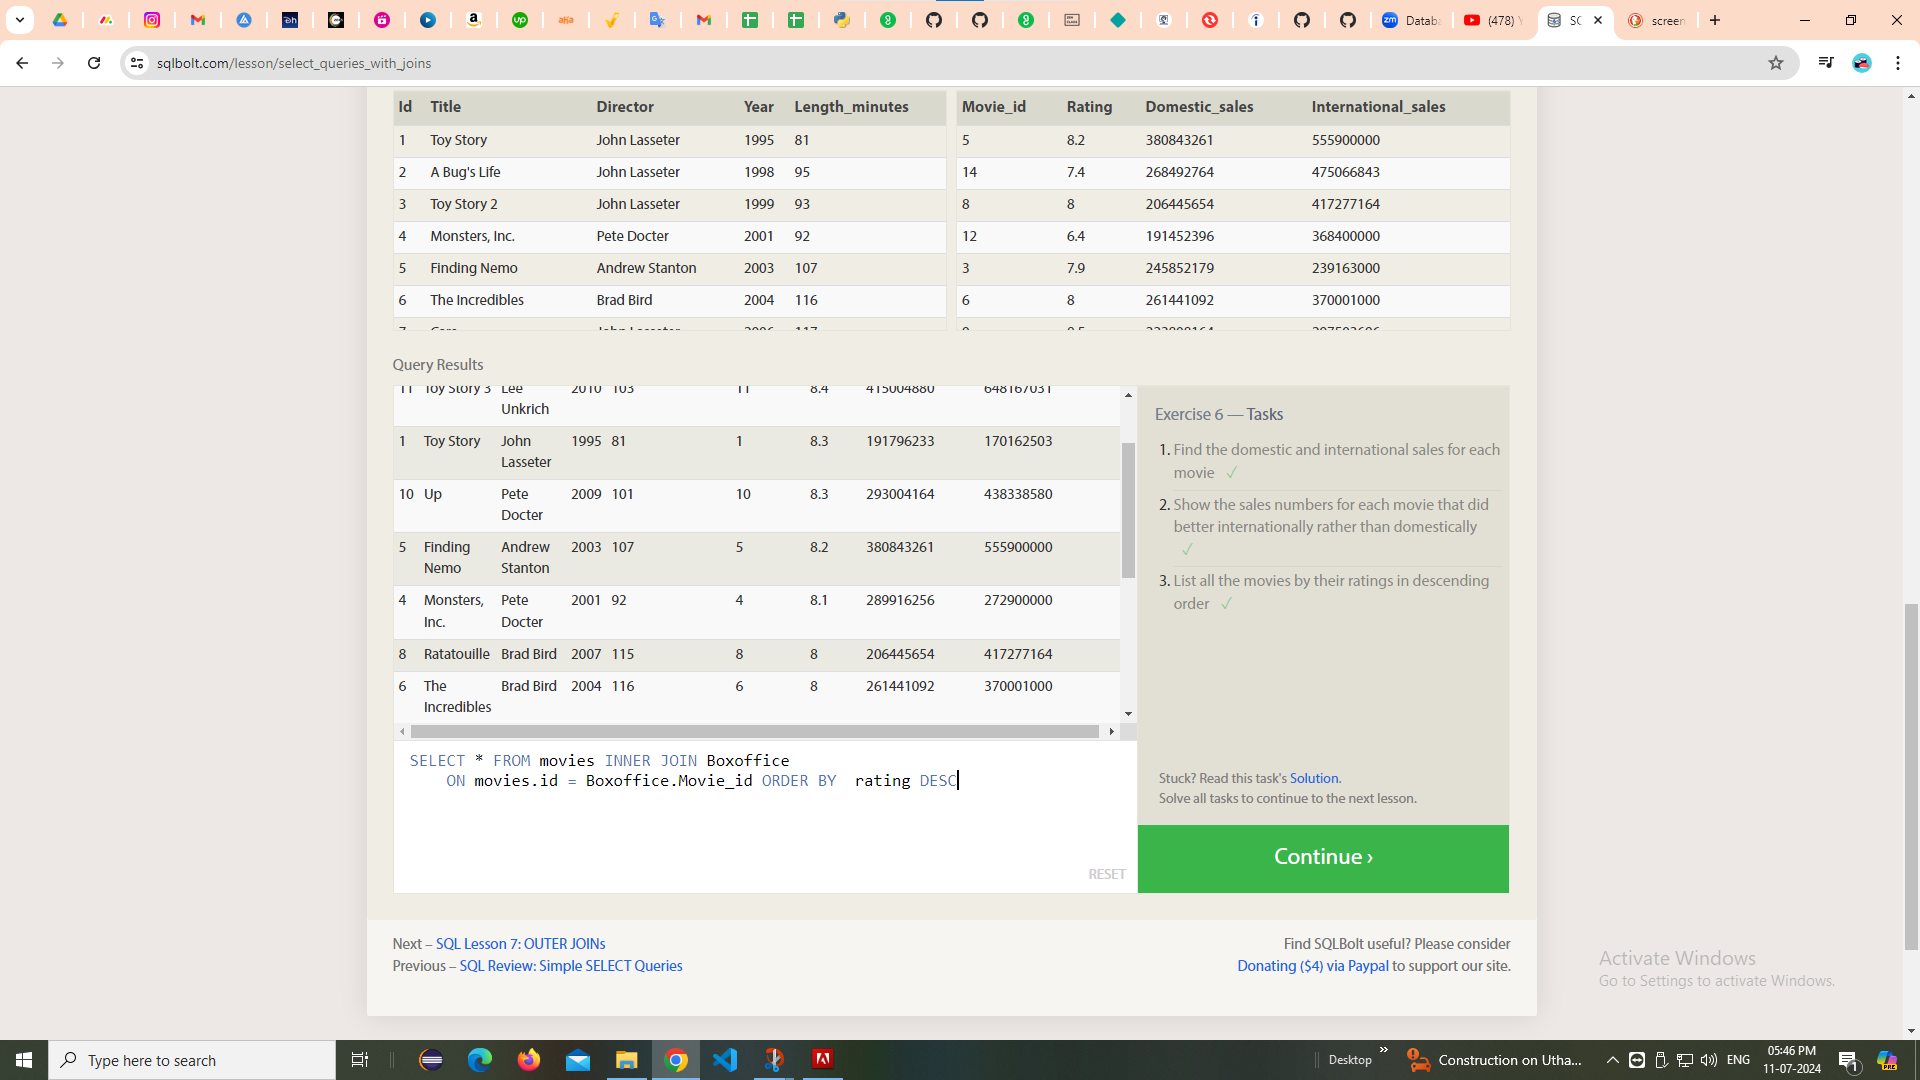 (478) Y
Datab
SC
screen
sqlbolt.com/lesson/select_queries_with_joins
Id Title Director Year Length_minutes
1 Toy Story John Lasseter 1995 81
2 A Bug's Life John Lasseter 1998 95
3 Toy Story 2 John Lasseter 1999 93
4 Monsters, Inc. Pete Docter 2001 92
5 Finding Nemo Andrew Stanton 2003 107
6 The Incredibles Brad Bird 2004 116
Movie_id Rating Domestic_sales International_sales
5 8.2 380843261 555900000
14 7.4 268492764 475066843
8 8 206445654 417277164
12 6.4 191452396 368400000
3 7.9 245852179 239163000
6 8 261441092 370001000
Query Results
11 Toy Story 3 Lee 2010 103 11 8.4 415004880 648167031
Unkrich
1 Toy Story John 1995 81 1 8.3 191796233 170162503
Lasseter
10 Up Pete 2009 101 10 8.3 293004164 438338580
Docter
5 Finding Andrew 2003 107 5 8.2 380843261 555900000
Nemo Stanton
4 Monsters, Pete 2001 92 4 8.1 289916256 272900000
Inc. Docter
8 Ratatouille Brad Bird 2007 115 8 8 206445654 417277164
6 The Brad Bird 2004 116 6 8 261441092 370001000
Incredibles
SELECT * FROM movies INNER JOIN Boxoffice
ON movies.id = Boxoffice.Movie_id ORDER BY  rating DESC
RESET
Exercise 6 — Tasks
1. Find the domestic and international sales for each
movie ✓
2. Show the sales numbers for each movie that did
better internationally rather than domestically
✓
3. List all the movies by their ratings in descending
order ✓
Stuck? Read this task's Solution.
Solve all tasks to continue to the next lesson.
Continue ›
Next – SQL Lesson 7: OUTER JOINs
Previous – SQL Review: Simple SELECT Queries
Find SQLBolt useful? Please consider
Donating ($4) via Paypal to support our site.
Activate Windows
Go to Settings to activate Windows.
Type here to search
Desktop
Construction on Utha...
ENG
05:46 PM
11-07-2024
1